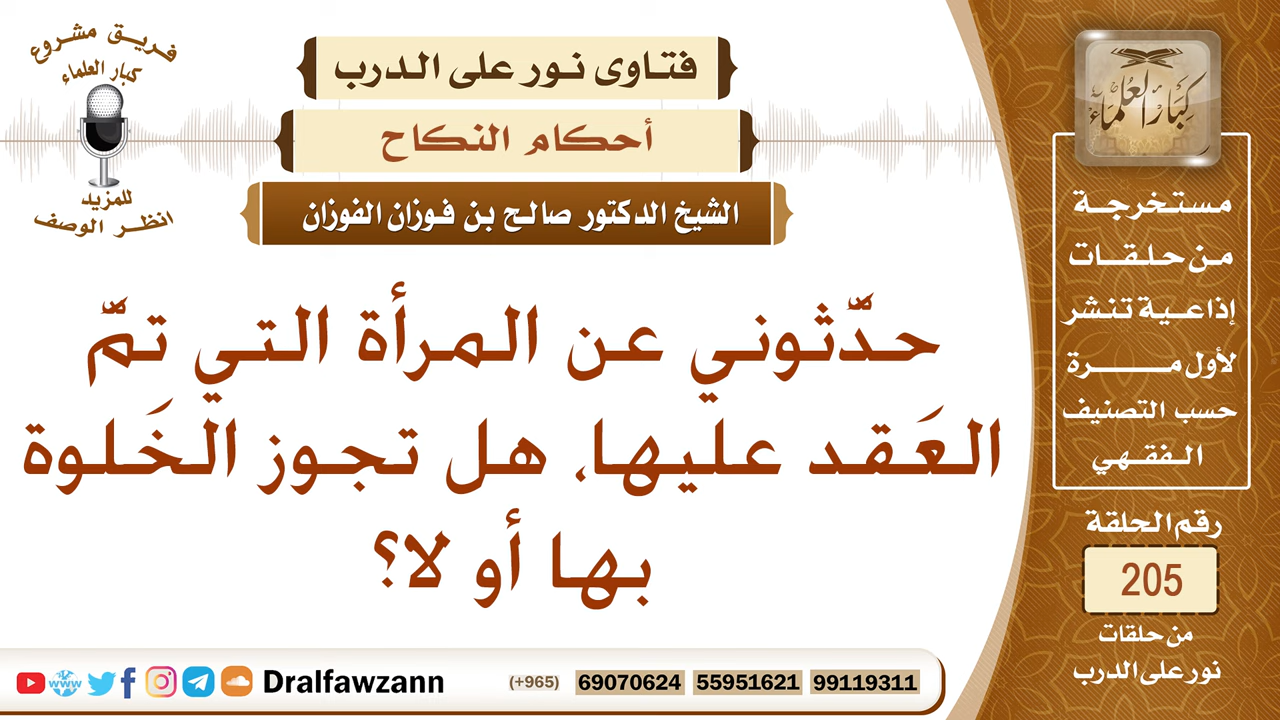 فريق مشروع
كبار العلماء
للمزيد
انظر الوصف
فتاوى نور على الدرب
أحكام النكاح
الشيخ الدكتور صالح بن فوزان الفوزان
حدّثوني عن المرأة التي تمّ
العَقد عليها، هل تجوز الخَلوة
بها أو لا؟
كبار العلماء
مستخرجة
من حلقات
إذاعية تنشر
لأول مرة
حسب التصنيف
الفقهي
رقم الحلقة
205
من حلقات
نور على الدرب
www
Dralfawzann
(+965) 69070624 55951621 99119311